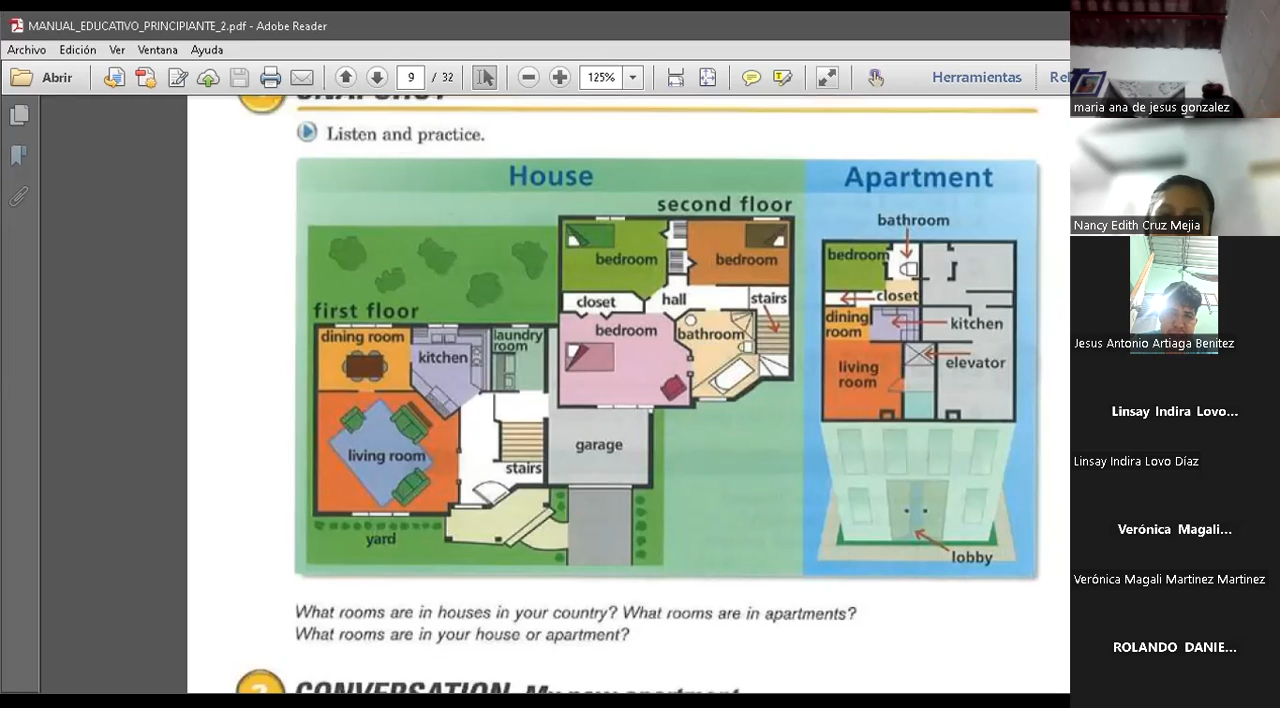 MANUAL_EDUCATIVO_PRINCIPIANTE_2.pdf - Adobe Reader
Archivo Edición Ver Ventana Ayuda
Abrir
9 / 32
125%
Herramientas
SNAPSHOT
Listen and practice.
House
Apartment
second floor
bedroom
bedroom
closet
hall
stairs
bedroom
bathroom
first floor
dining room
kitchen
laundry
room
living room
stairs
garage
yard
bathroom
bedroom
closet
dining
room
kitchen
living
room
elevator
lobby
What rooms are in houses in your country? What rooms are in apartments?
What rooms are in your house or apartment?
CONVERSATION My new apartment
maria ana de jesus gonzalez
Nancy Edith Cruz Mejia
Jesus Antonio Artiaga Benitez
Linsay Indira Lovo...
Linsay Indira Lovo Díaz
Verónica Magali...
Verónica Magali Martinez Martinez
ROLANDO DANIE...